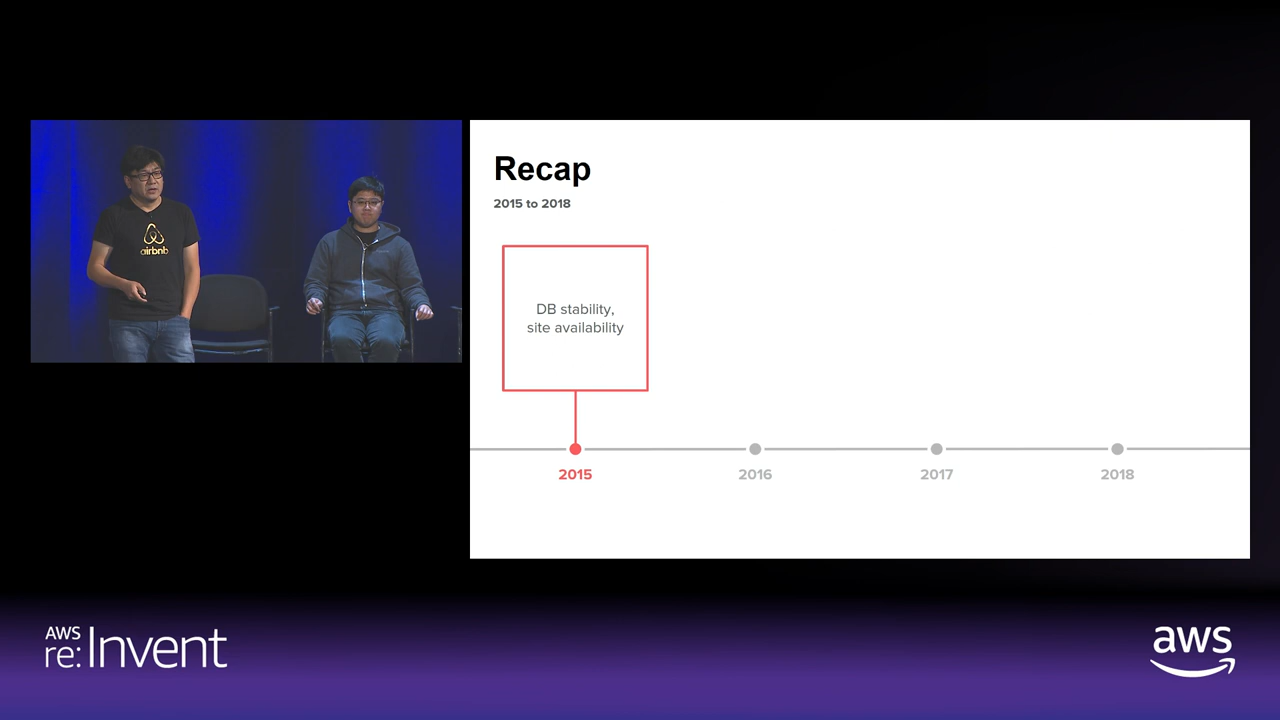 airbnb
Recap
2015 to 2018
DB stability,
site availability
2015
2016
2017
2018
AWS
re:Invent
aws